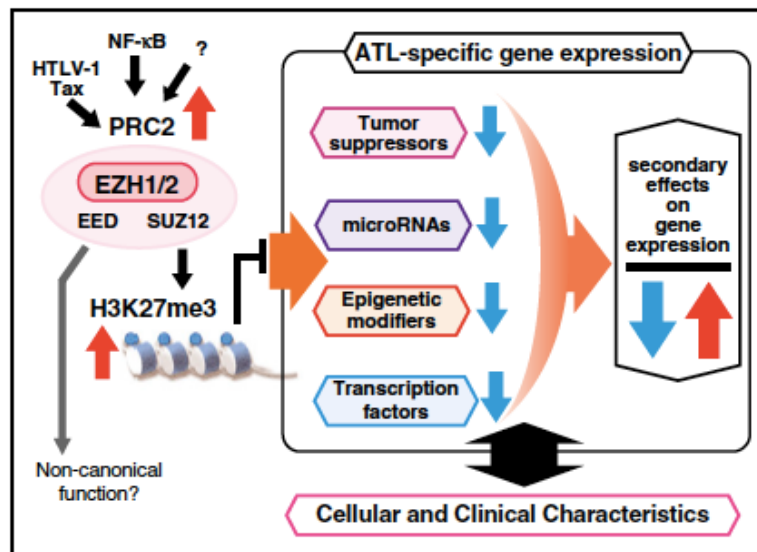 NF-κB
?
HTLV-1
Tax
PRC2
EZH1/2
EED SUZ12
H3K27me3
Non-canonical
function?
ATL-specific gene expression
Tumor
suppressors
microRNAs
Epigenetic
modifiers
Transcription
factors
secondary
effects
on
gene
expression
Cellular and Clinical Characteristics